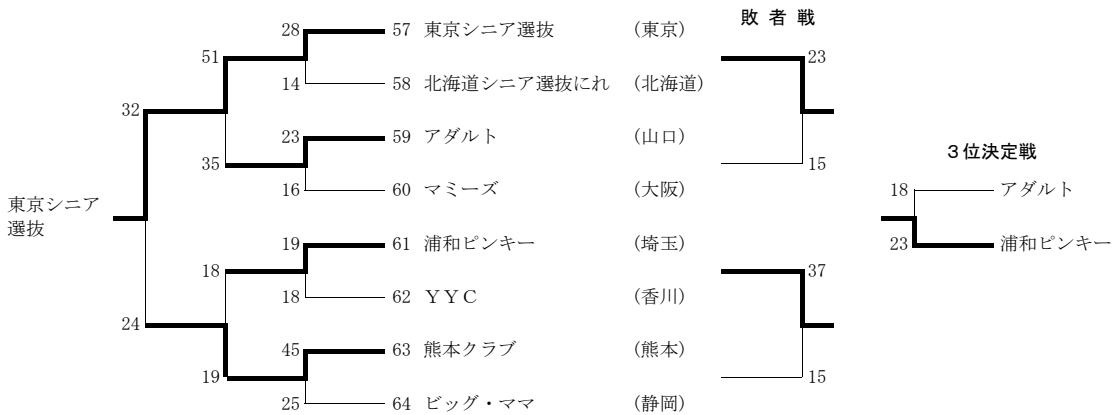 敗 者 戦
28 57 東京シニア選抜 (東京)
51 23
14 58 北海道シニア選抜にれ (北海道)
32
23 59 アダルト (山口)
35 15
３位決定戦
16 60 マミーズ (大阪) 18 アダルト
東京シニア
選抜
19 61 浦和ピンキー (埼玉) 23 浦和ピンキー
18 37
18 62 ＹＹＣ (香川)
24
45 63 熊本クラブ (熊本)
19 15
25 64 ビッグ・ママ (静岡)